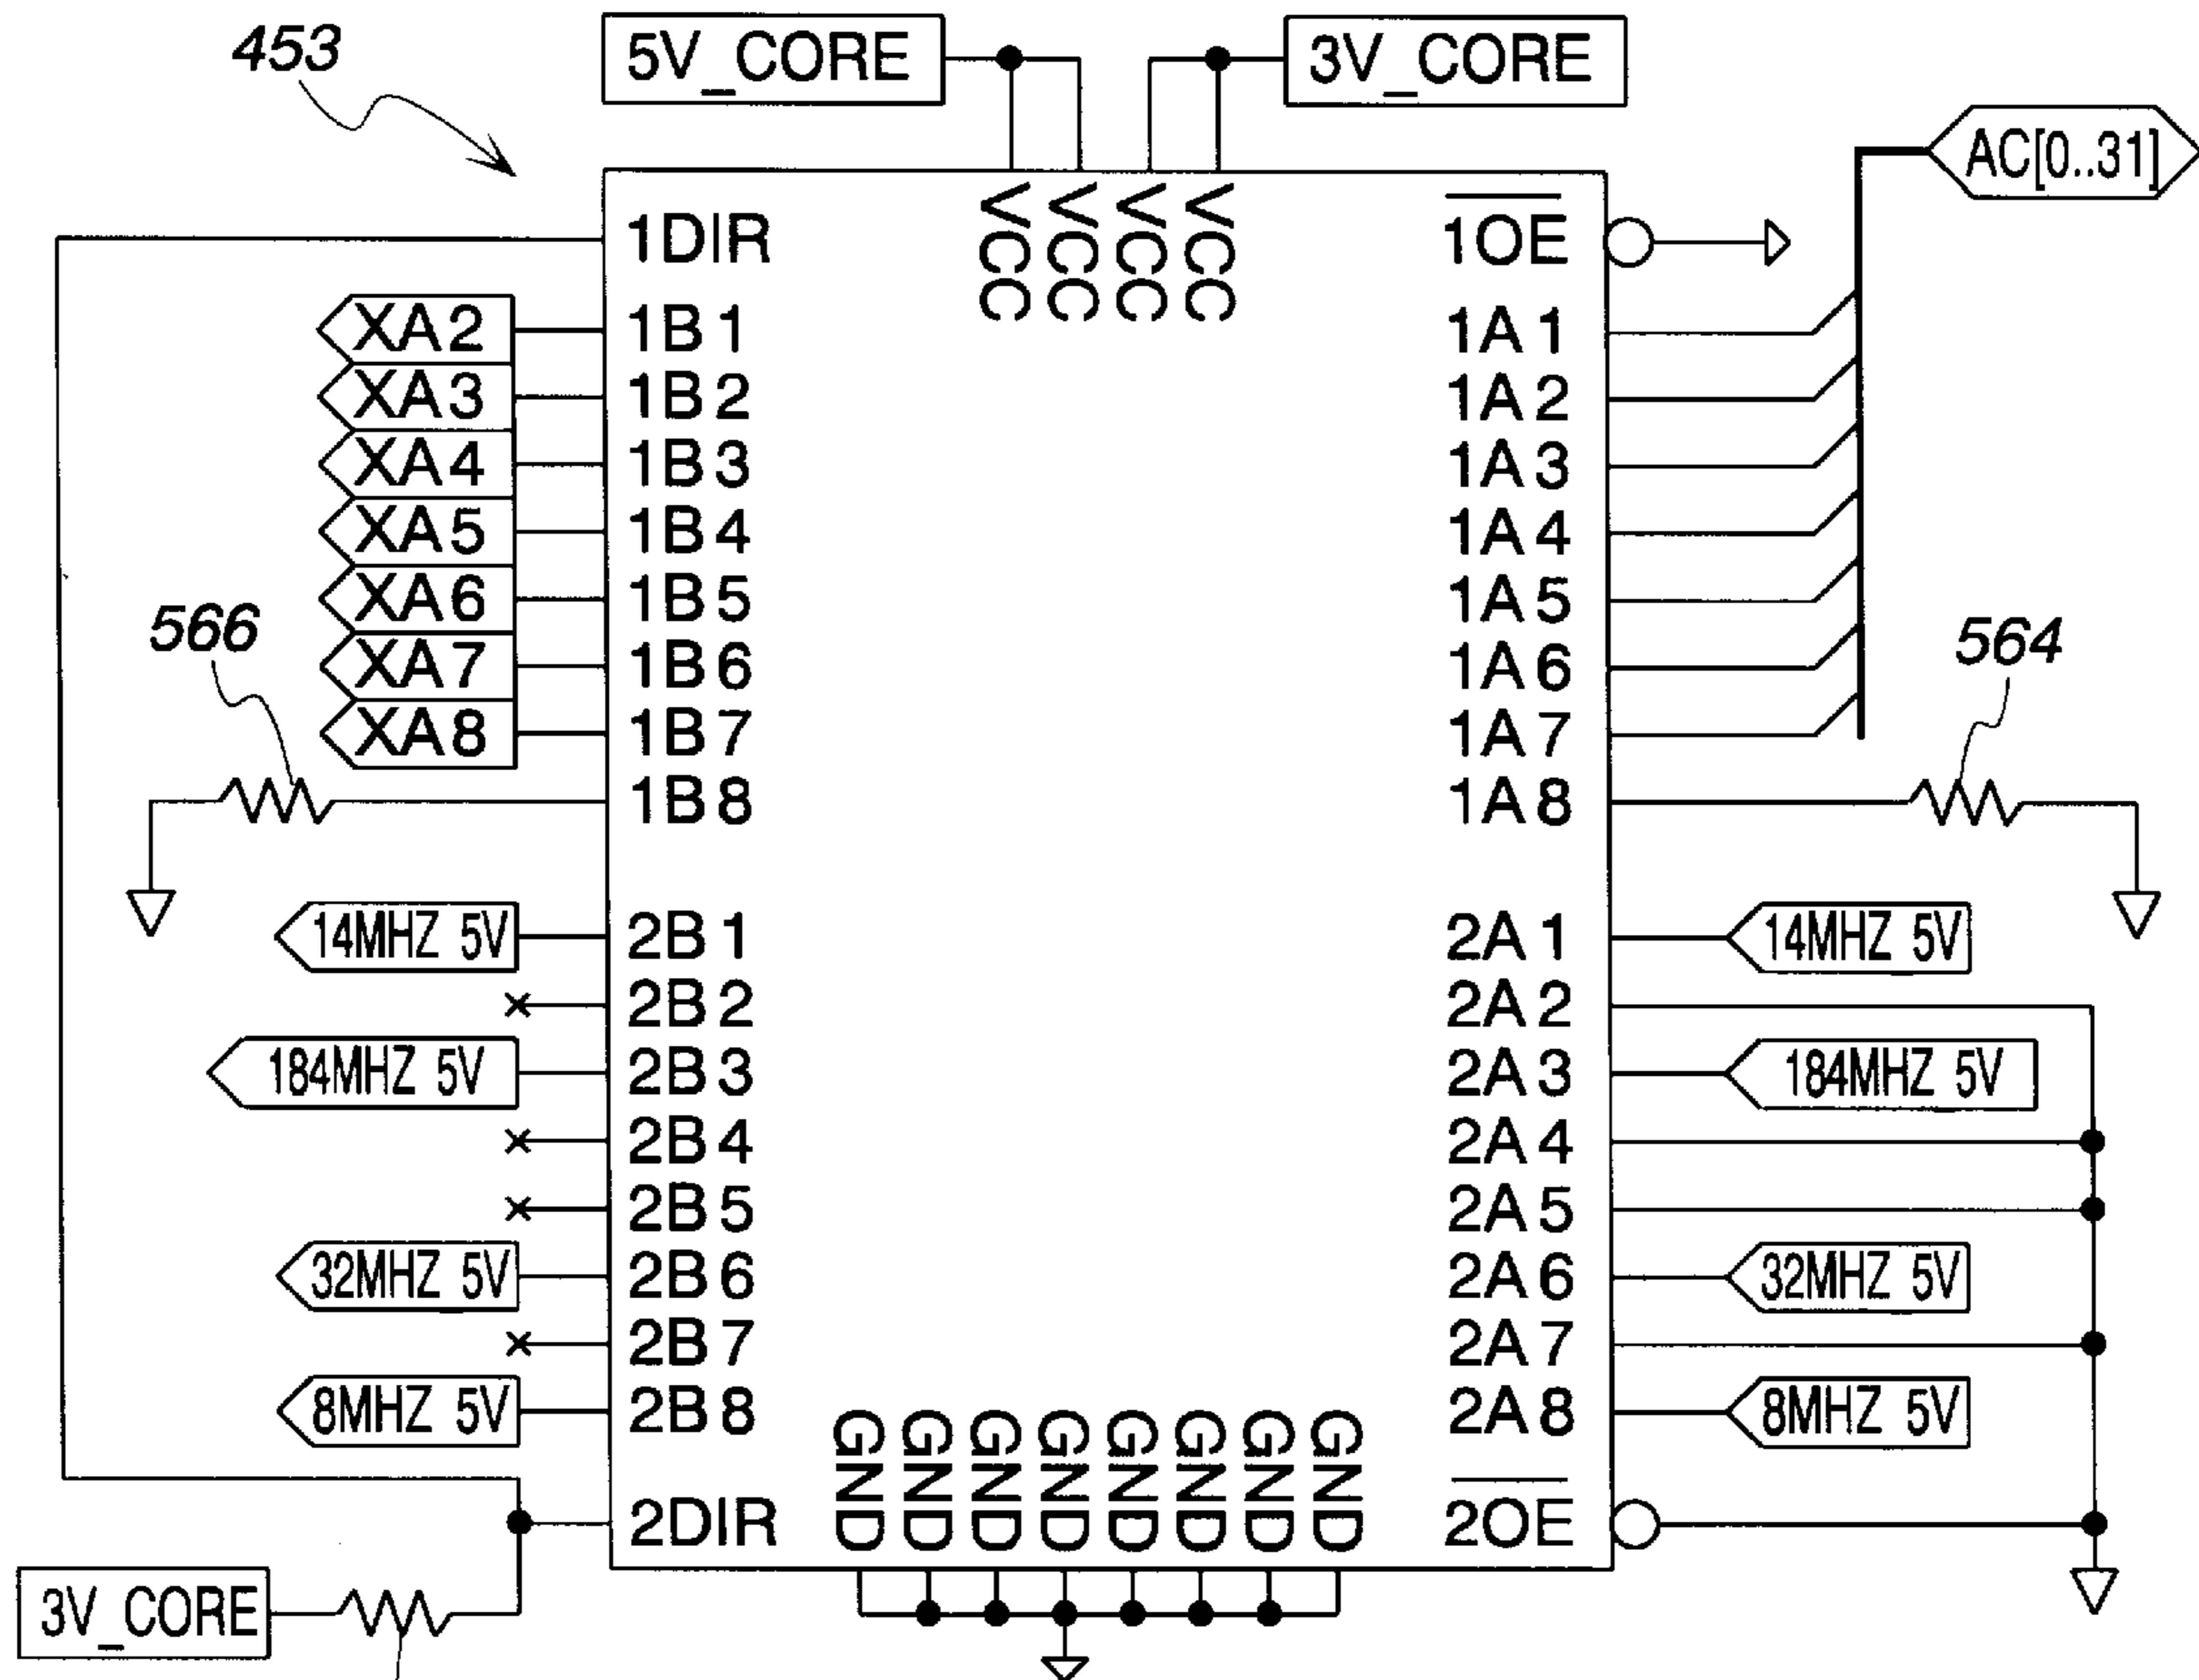 453
5V_CORE
3V_CORE
AC[0..31]
VCC VCC VCC VCC
1DIR
1OE
XA2 1B1
1A1
XA3 1B2
1A2
XA4 1B3
1A3
XA5 1B4
1A4
XA6 1B5
1A5
566
XA7 1B6
1A6
564
XA8 1B7
1A7
1B8
1A8
14MHZ 5V 2B1
2A1 14MHZ 5V
2B2
2A2
184MHZ 5V 2B3
2A3 184MHZ 5V
2B4
2A4
2B5
2A5
32MHZ 5V 2B6
2A6 32MHZ 5V
2B7
2A7
8MHZ 5V 2B8
2A8 8MHZ 5V
GND GND GND GND GND GND GND GND
2DIR
2OE
3V_CORE